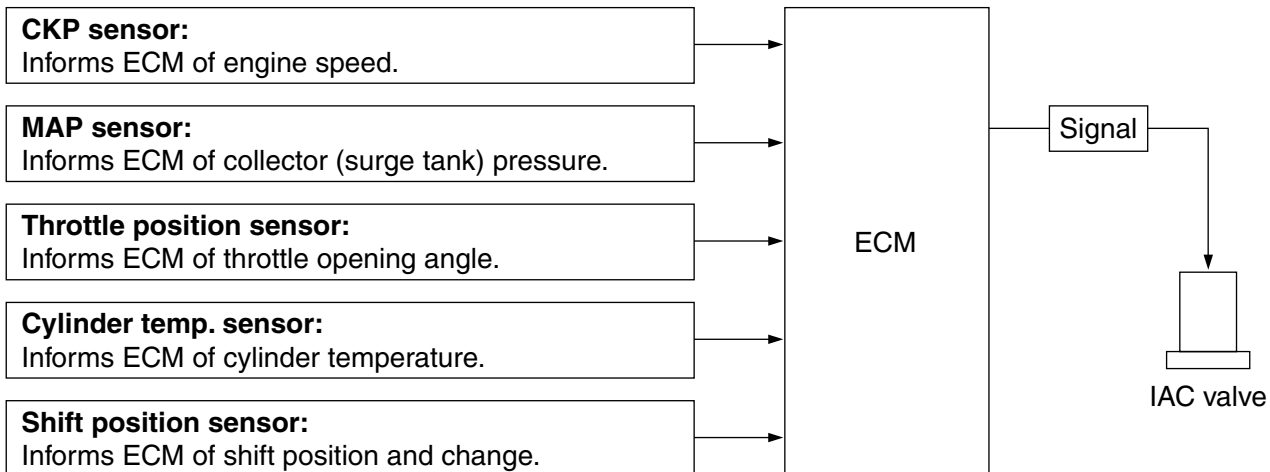 CKP sensor:
Informs ECM of engine speed.
MAP sensor:
Informs ECM of collector (surge tank) pressure.
Throttle position sensor:
Informs ECM of throttle opening angle.
Cylinder temp. sensor:
Informs ECM of cylinder temperature.
Shift position sensor:
Informs ECM of shift position and change.
ECM
Signal
IAC valve